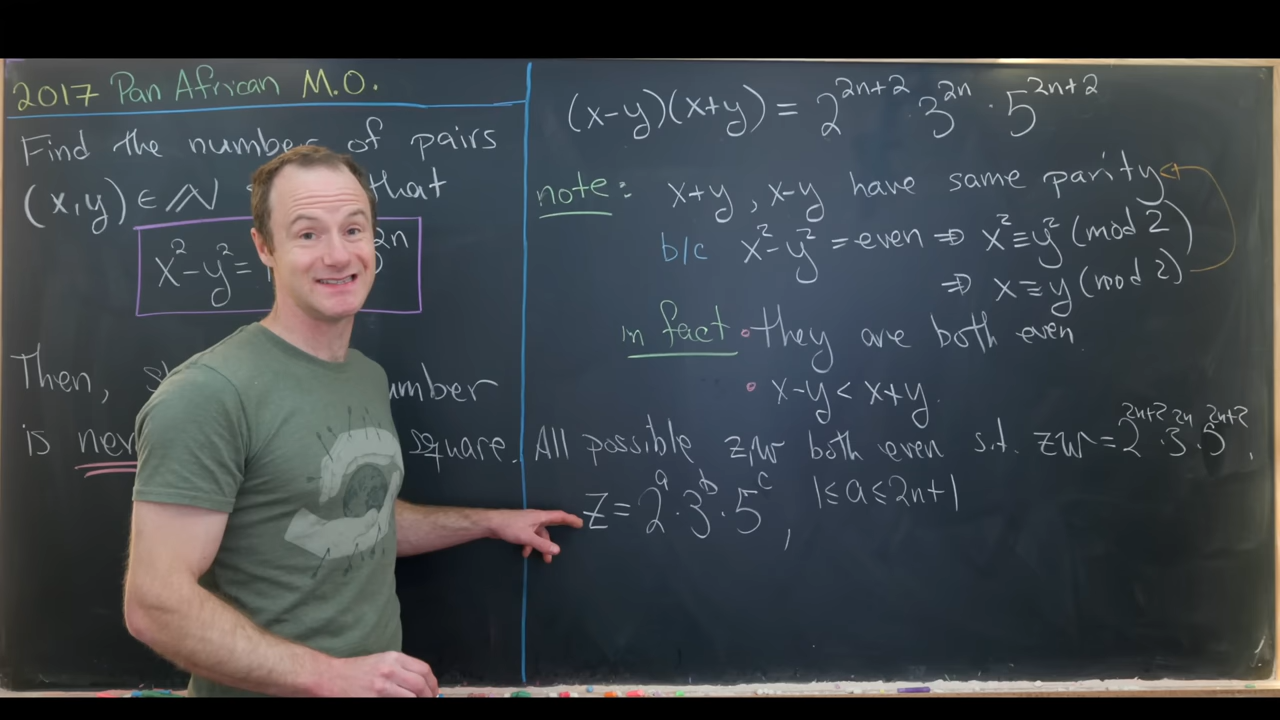 2017 Pan African M.O.
Find the number of pairs
(x,y) ∈ ℕ that
x² - y² = 2n
Then, number
is square.
(x-y)(x+y) = 2^{2n+2} · 3^{2n} · 5^{2n+2}
note: x+y, x-y have same parity
b/c x² - y² = even ⇒ x² ≡ y² (mod 2)
⇒ x ≡ y (mod 2)
in fact • they are both even.
• x-y < x+y.
All possible z,w both even s.t. zw = 2^{2n+2} · 3^{2n} · 5^{2n+2},
z = 2^a · 3^b · 5^c, 1 ≤ a ≤ 2n+1